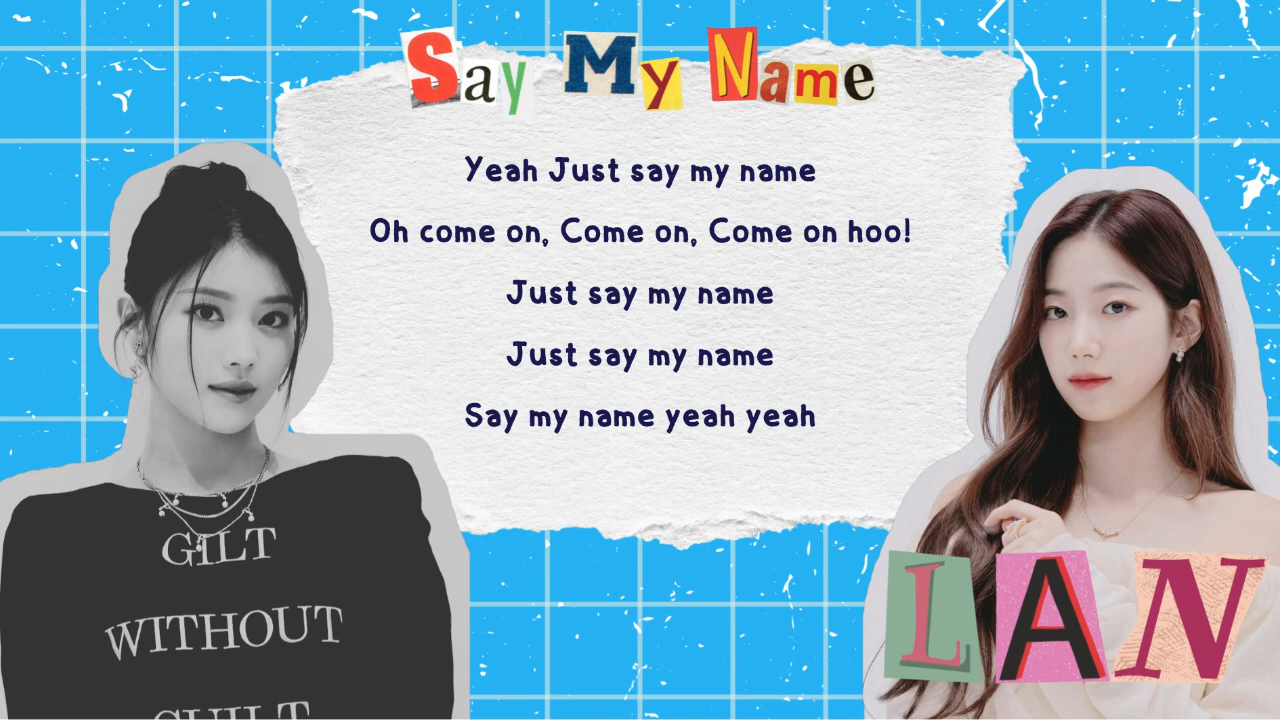 Say My Name
Yeah Just say my name
Oh come on, Come on, Come on hoo!
Just say my name
Just say my name
Say my name yeah yeah
GILT
WITHOUT
GUILT
LAN